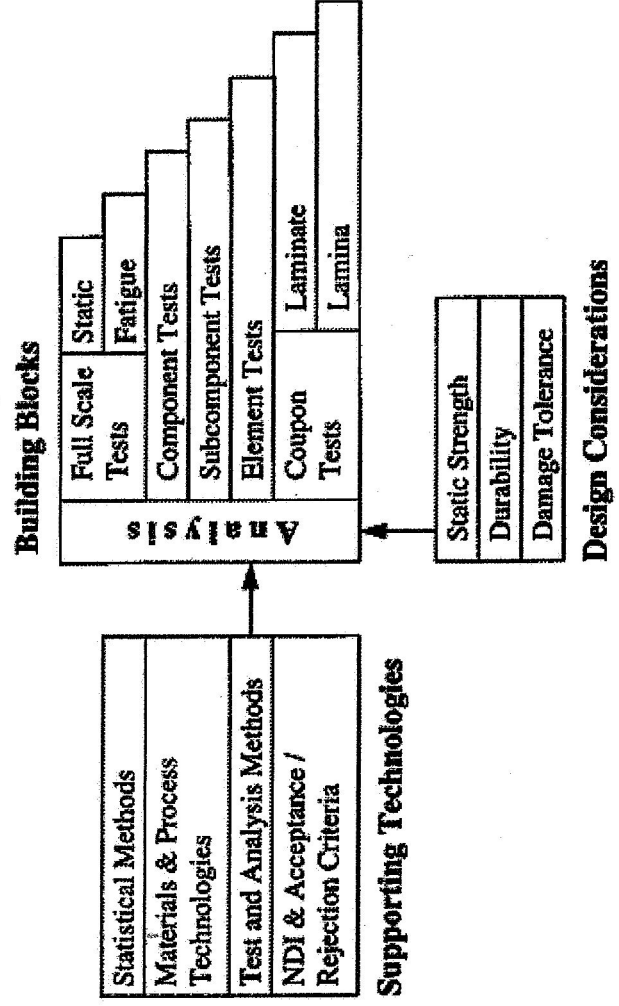 Building Blocks
Analysis
Full Scale
Tests
Static
Fatigue
Component Tests
Subcomponent Tests
Element Tests
Coupon
Tests
Laminate
Lamina
Statistical Methods
Materials & Process
Technologies
Test and Analysis Methods
NDI & Acceptance /
Rejection Criteria
Supporting Technologies
Static Strength
Durability
Damage Tolerance
Design Considerations